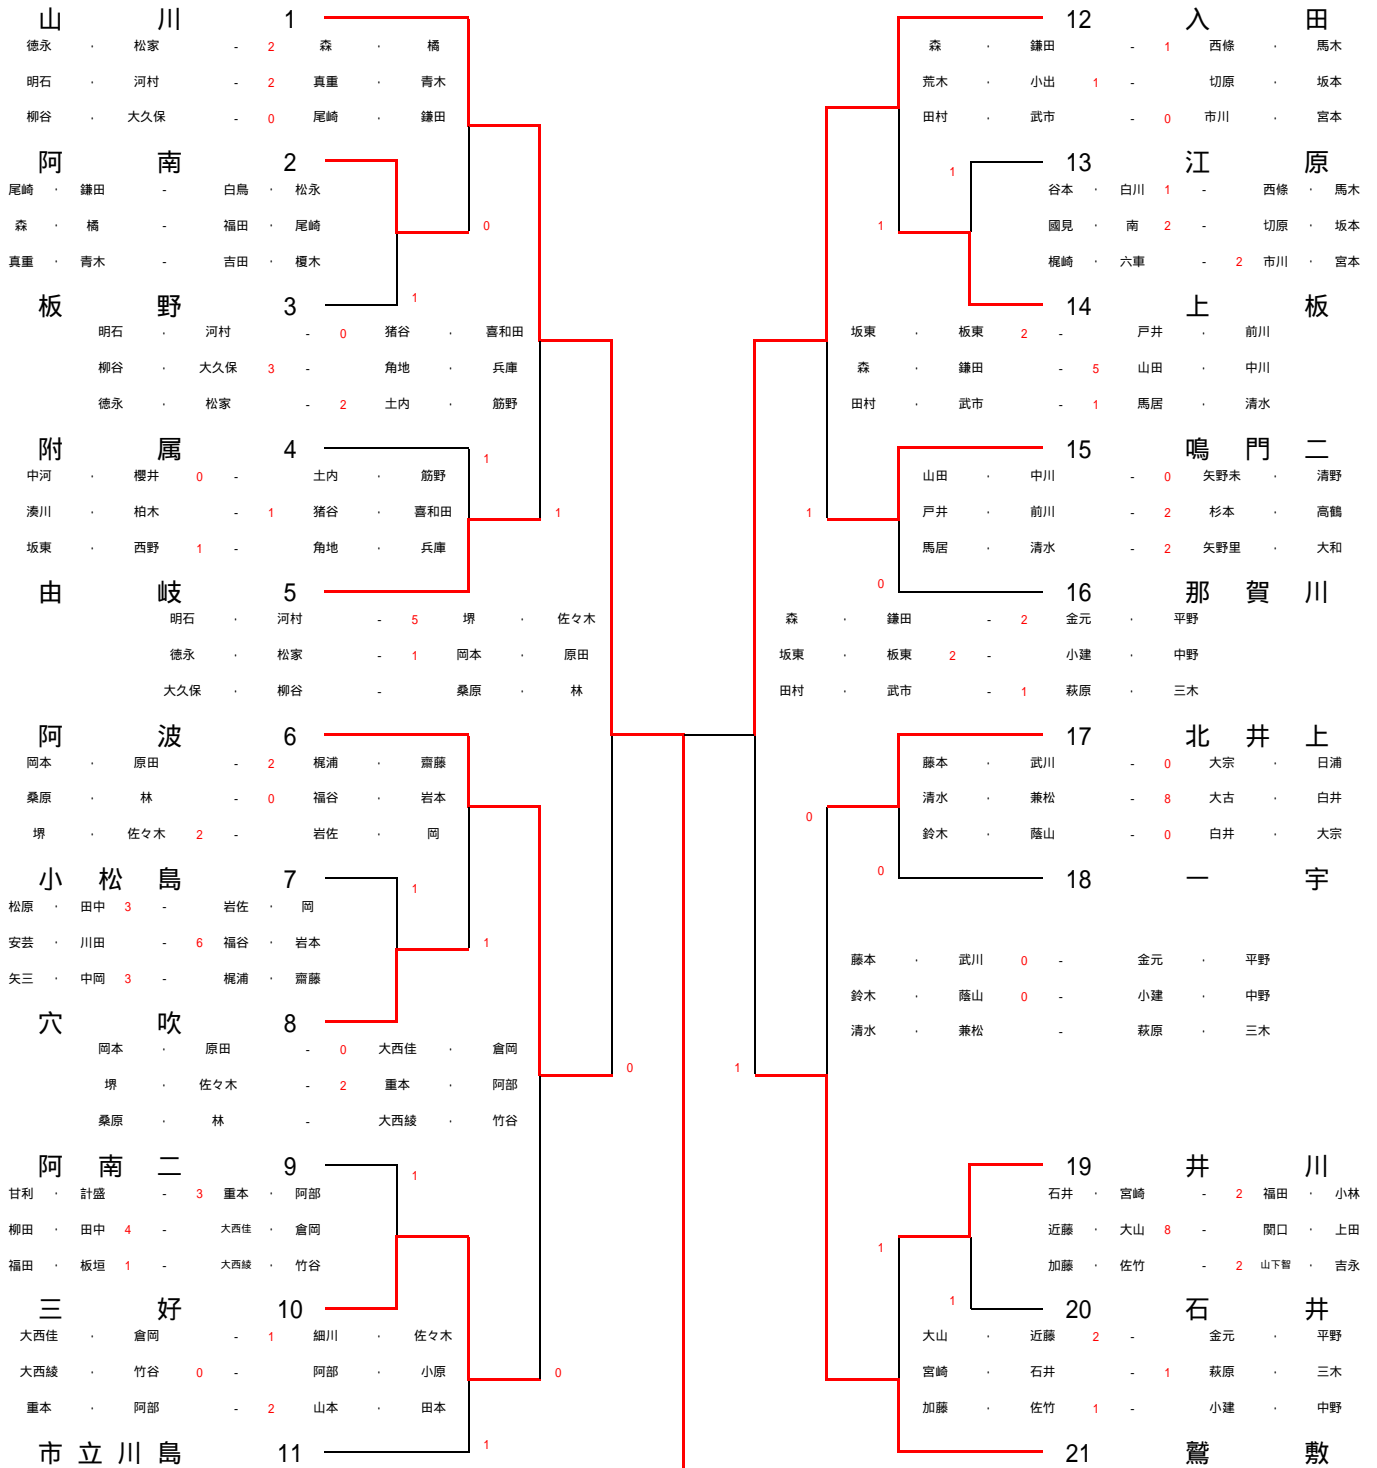 山 川 1
徳永 ・ 松家 - 2 森 ・ 橘
明石 ・ 河村 - 2 真重 ・ 青木
柳谷 ・ 大久保 - 0 尾崎 ・ 鎌田
阿 南 2
尾崎 ・ 鎌田 - 白鳥 ・ 松永
森 ・ 橘 - 福田 ・ 尾崎
0
真重 ・ 青木 - 吉田 ・ 榎木
板 野 3
1
明石 ・ 河村 - 0 猪谷 ・ 喜和田
柳谷 ・ 大久保 3 - 角地 ・ 兵庫
徳永 ・ 松家 - 2 土内 ・ 筋野
附 属 4
1
中河 ・ 櫻井 0 - 土内 ・ 筋野
湊川 ・ 柏木 - 1 猪谷 ・ 喜和田
1
坂東 ・ 西野 1 - 角地 ・ 兵庫
由 岐 5
明石 ・ 河村 - 5 堺 ・ 佐々木
徳永 ・ 松家 - 1 岡本 ・ 原田
大久保 ・ 柳谷 - 桑原 ・ 林
阿 波 6
岡本 ・ 原田 - 2 梶浦 ・ 齋藤
桑原 ・ 林 - 0 福谷 ・ 岩本
堺 ・ 佐々木 2 - 岩佐 ・ 岡
小 松 島 7
1
松原 ・ 田中 3 - 岩佐 ・ 岡
安芸 ・ 川田 - 6 福谷 ・ 岩本
1
矢三 ・ 中岡 3 - 梶浦 ・ 齋藤
穴 吹 8
岡本 ・ 原田 - 0 大西佳 ・ 倉岡
0
堺 ・ 佐々木 - 2 重本 ・ 阿部
桑原 ・ 林 - 大西綾 ・ 竹谷
阿 南 二 9
1
甘利 ・ 計盛 - 3 重本 ・ 阿部
柳田 ・ 田中 4 - 大西佳 ・ 倉岡
福田 ・ 板垣 1 - 大西綾 ・ 竹谷
三 好 10
大西佳 ・ 倉岡 - 1 細川 ・ 佐々木
大西綾 ・ 竹谷 0 - 阿部 ・ 小原
0
重本 ・ 阿部 - 2 山本 ・ 田本
市 立 川 島 11
1
12 入 田
森 ・ 鎌田 - 1 西條 ・ 馬木
荒木 ・ 小出 1 - 切原 ・ 坂本
田村 ・ 武市 - 0 市川 ・ 宮本
13 江 原
1
谷本 ・ 白川 1 - 西條 ・ 馬木
國見 ・ 南 2 - 切原 ・ 坂本
1
梶崎 ・ 六車 - 2 市川 ・ 宮本
14 上 板
坂東 ・ 板東 2 - 戸井 ・ 前川
森 ・ 鎌田 - 5 山田 ・ 中川
田村 ・ 武市 - 1 馬居 ・ 清水
15 鳴 門 二
山田 ・ 中川 - 0 矢野未 ・ 清野
戸井 ・ 前川 - 2 杉本 ・ 高鶴
1
馬居 ・ 清水 - 2 矢野里 ・ 大和
0
16 那 賀 川
森 ・ 鎌田 - 2 金元 ・ 平野
坂東 ・ 板東 2 - 小建 ・ 中野
田村 ・ 武市 - 1 萩原 ・ 三木
17 北 井 上
藤本 ・ 武川 - 0 大宗 ・ 日浦
清水 ・ 兼松 - 8 大古 ・ 白井
0
鈴木 ・ 蔭山 - 0 白井 ・ 大宗
0
18 一 宇
藤本 ・ 武川 0 - 金元 ・ 平野
鈴木 ・ 蔭山 0 - 小建 ・ 中野
清水 ・ 兼松 - 萩原 ・ 三木
1
19 井 川
石井 ・ 宮崎 - 2 福田 ・ 小林
近藤 ・ 大山 8 - 関口 ・ 上田
1
加藤 ・ 佐竹 - 2 山下智 ・ 吉永
1
20 石 井
大山 ・ 近藤 2 - 金元 ・ 平野
宮崎 ・ 石井 - 1 萩原 ・ 三木
加藤 ・ 佐竹 1 - 小建 ・ 中野
21 鷲 敷